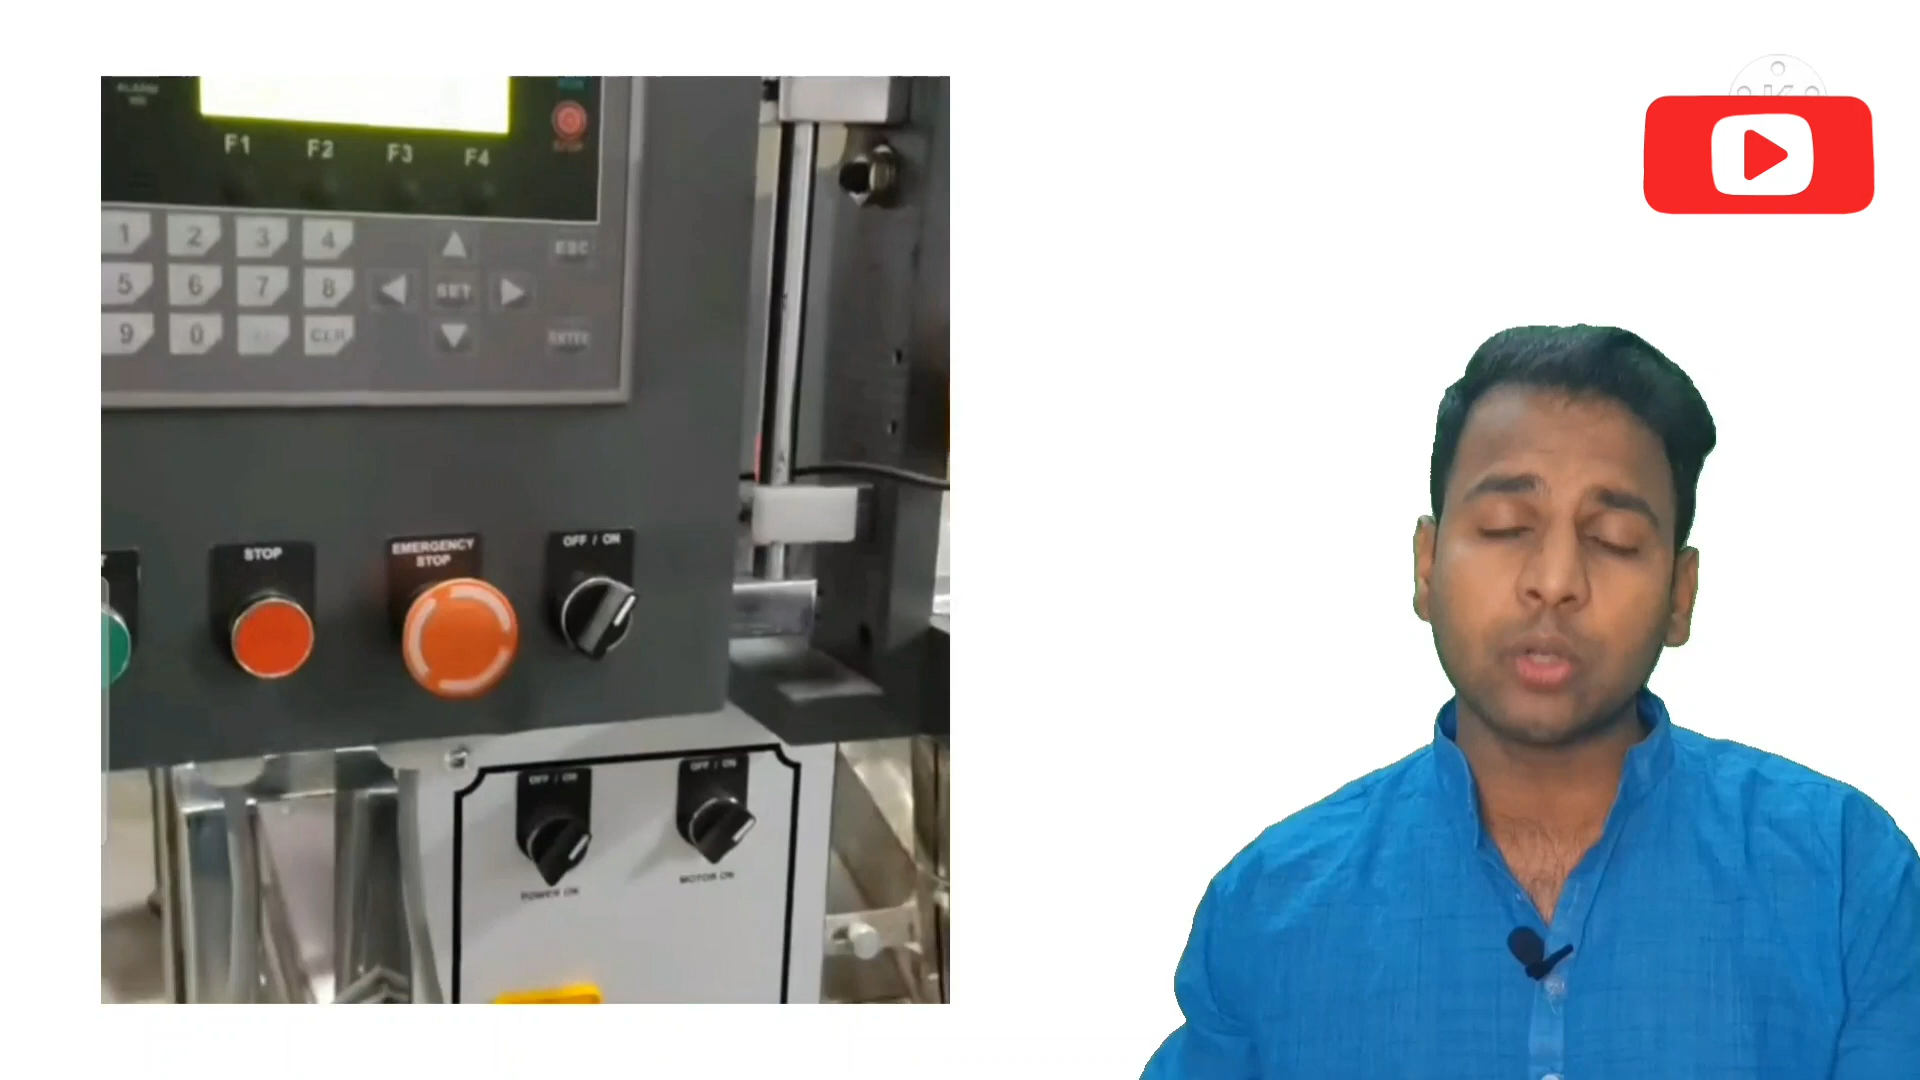 F1 F2 F3 F4
1 2 3 4
ESC
5 6 7 8
SET
9 0 CLR
ENTER
STOP
EMERGENCY
STOP
OFF / ON
OFF / ON
OFF / ON
POWER ON
MOTOR ON